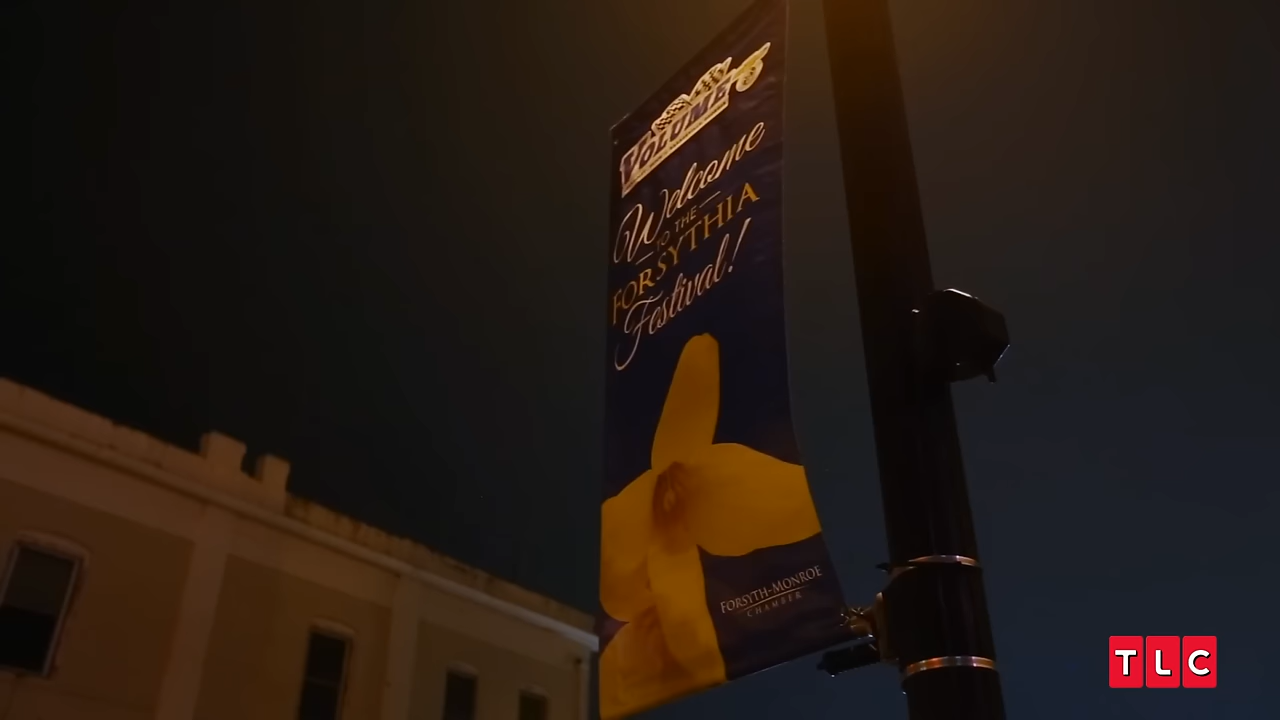 VOLUME
Welcome
TO THE
FORSYTHIA
Festival!
FORSYTH-MONROE
CHAMBER
TLC